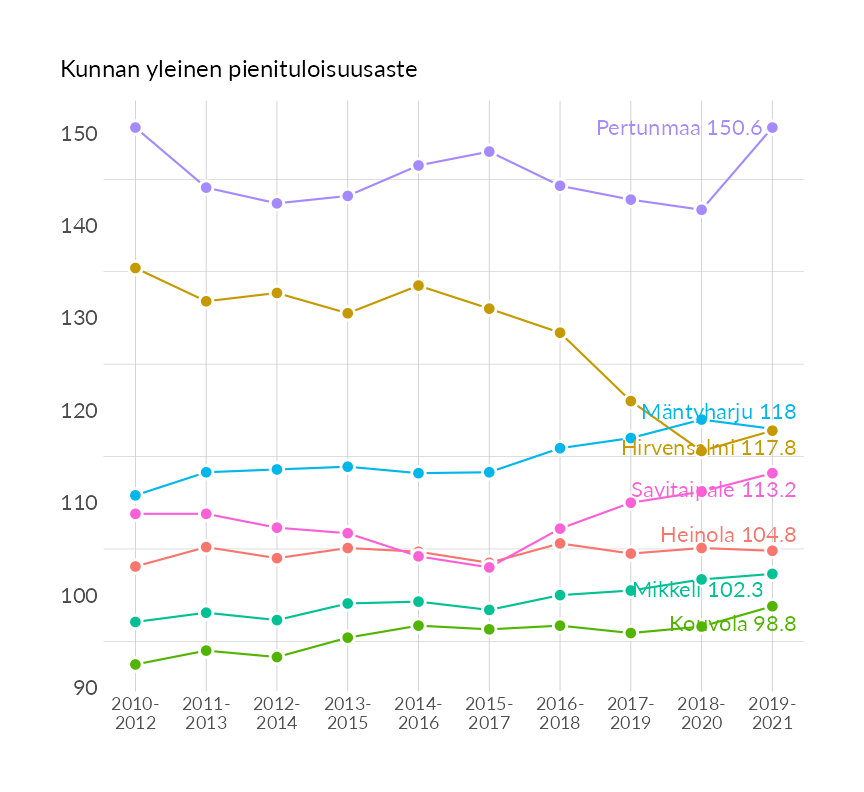 Kunnan yleinen pienituloisuusaste
150
140
130
120
110
100
90
Pertunmaa 150.6
Mäntyharju 118
Hirvensalmi 117.8
Savitaipale 113.2
Heinola 104.8
Mikkeli 102.3
Kouvola 98.8
2010- 2011- 2012- 2013- 2014- 2015- 2016- 2017- 2018- 2019-
2012 2013 2014 2015 2016 2017 2018 2019 2020 2021